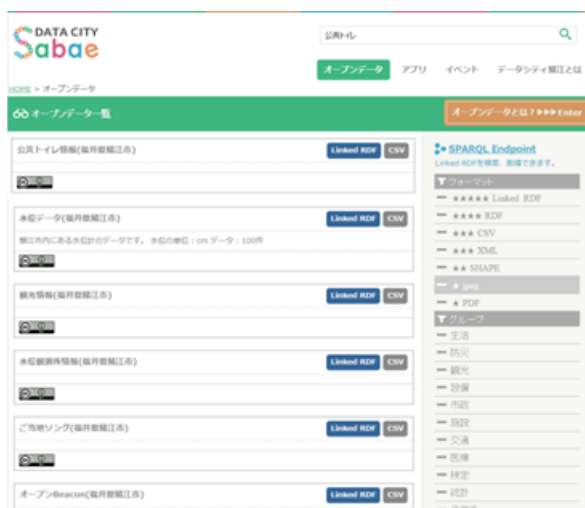 DATA CITY
Sabae
公共トイレ
オープンデータ
アプリ
イベント
データシティ鯖江とは
HOME > オープンデータ
オープンデータ一覧
オープンデータとは?▶▶▶Enter
公共トイレ情報(福井県鯖江市)
Linked RDF
CSV
水位データ(福井県鯖江市)
Linked RDF
CSV
鯖江市内にある水位計のデータです。 水位の単位:cm データ:100件
観光情報(福井県鯖江市)
Linked RDF
CSV
水位観測所情報(福井県鯖江市)
Linked RDF
CSV
ご当地ソング(福井県鯖江市)
Linked RDF
CSV
オープンBeacon(福井県鯖江市)
Linked RDF
CSV
SPARQL Endpoint
Linked RDFを検索、取得できます。
フォーマット
★★★★★ Linked RDF
★★★★ RDF
★★★ CSV
★★★ XML
★★ SHAPE
★ jpeg
★ PDF
グループ
生活
防災
観光
設備
市政
施設
交通
医療
検定
統計